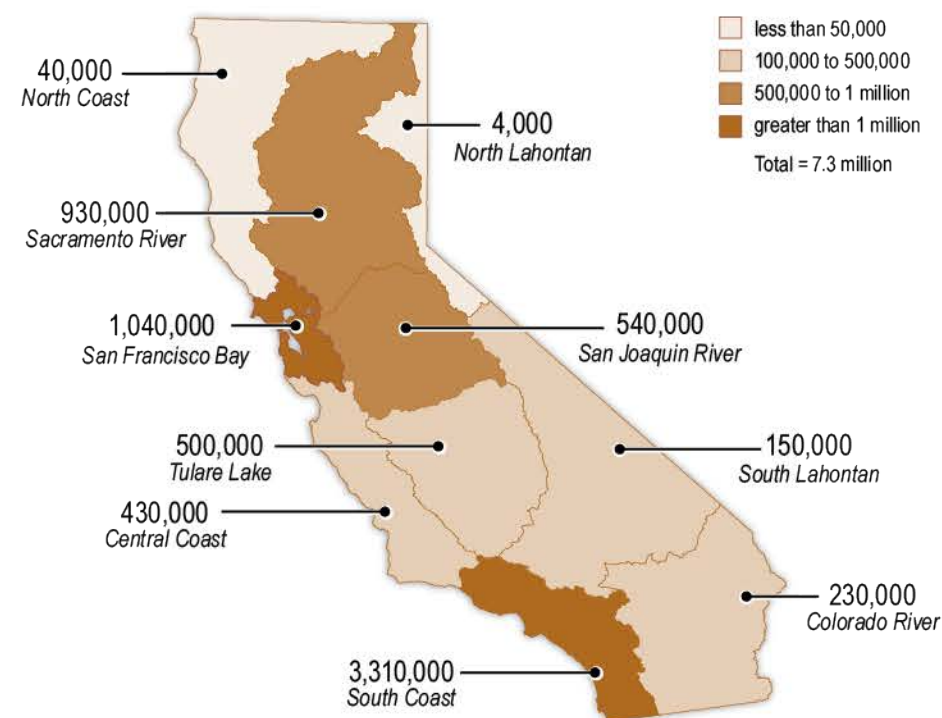 less than 50,000
100,000 to 500,000
500,000 to 1 million
greater than 1 million
Total = 7.3 million
40,000
North Coast
4,000
North Lahontan
930,000
Sacramento River
1,040,000
San Francisco Bay
540,000
San Joaquin River
500,000
Tulare Lake
150,000
South Lahontan
430,000
Central Coast
230,000
Colorado River
3,310,000
South Coast